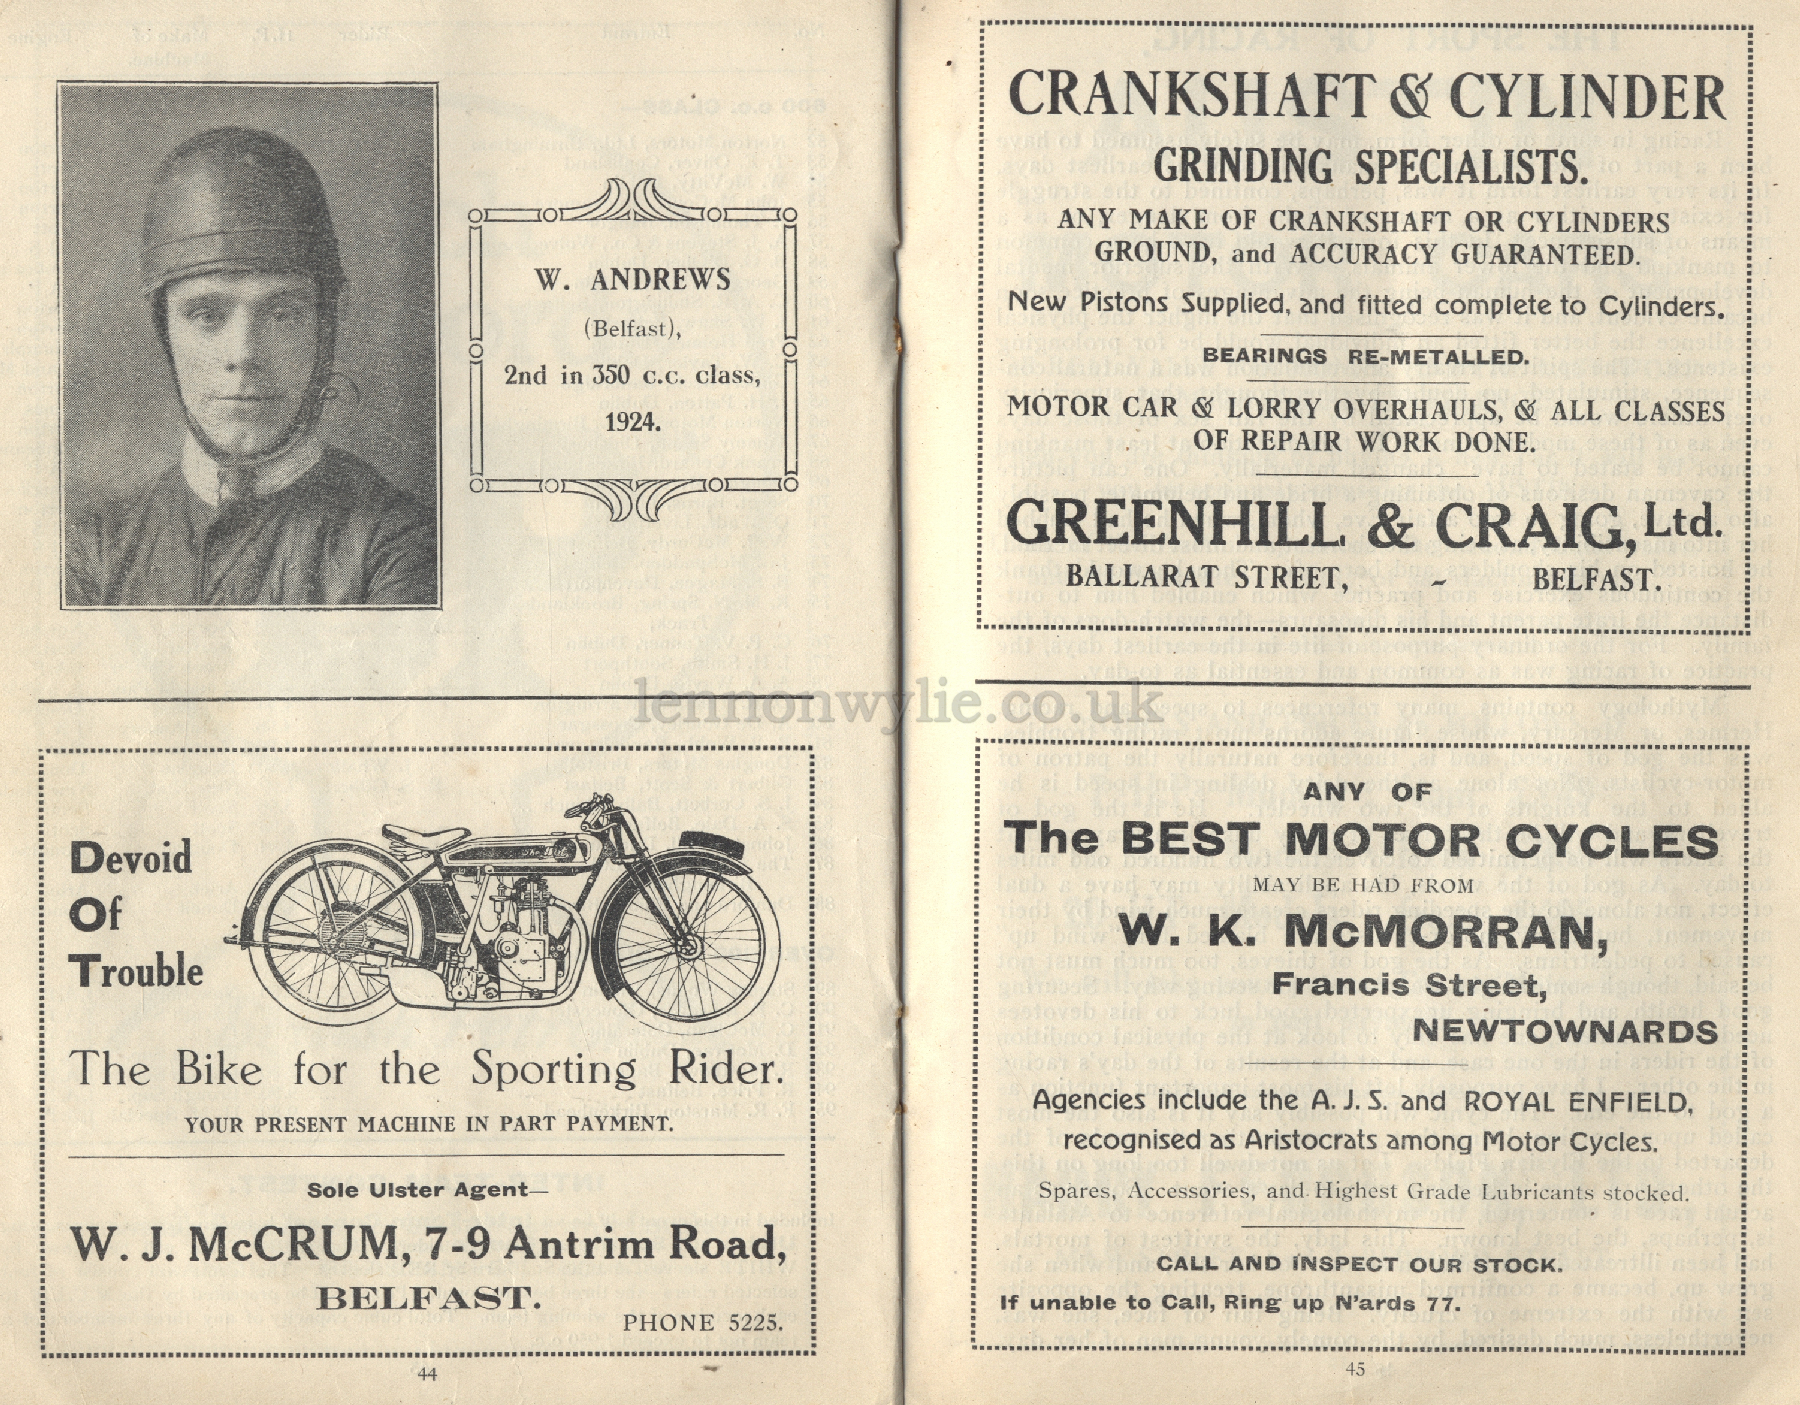 W. ANDREWS
(Belfast),
2nd in 350 c.c. class,
1924.
Devoid
Of
Trouble
The Bike for the Sporting Rider.
YOUR PRESENT MACHINE IN PART PAYMENT.
Sole Ulster Agent—
W. J. McCRUM, 7-9 Antrim Road,
BELFAST.
PHONE 5225.
44
CRANKSHAFT & CYLINDER
GRINDING SPECIALISTS.
ANY MAKE OF CRANKSHAFT OR CYLINDERS
GROUND, and ACCURACY GUARANTEED.
New Pistons Supplied, and fitted complete to Cylinders.
BEARINGS RE-METALLED.
MOTOR CAR & LORRY OVERHAULS, & ALL CLASSES
OF REPAIR WORK DONE.
GREENHILL & CRAIG, Ltd.
BALLARAT STREET, - BELFAST.
ANY OF
The BEST MOTOR CYCLES
MAY BE HAD FROM
W. K. McMORRAN,
Francis Street,
NEWTOWNARDS
Agencies include the A. J. S. and ROYAL ENFIELD,
recognised as Aristocrats among Motor Cycles.
Spares, Accessories, and Highest Grade Lubricants stocked.
CALL AND INSPECT OUR STOCK.
If unable to Call, Ring up N'ards 77.
45
lennonwylie.co.uk